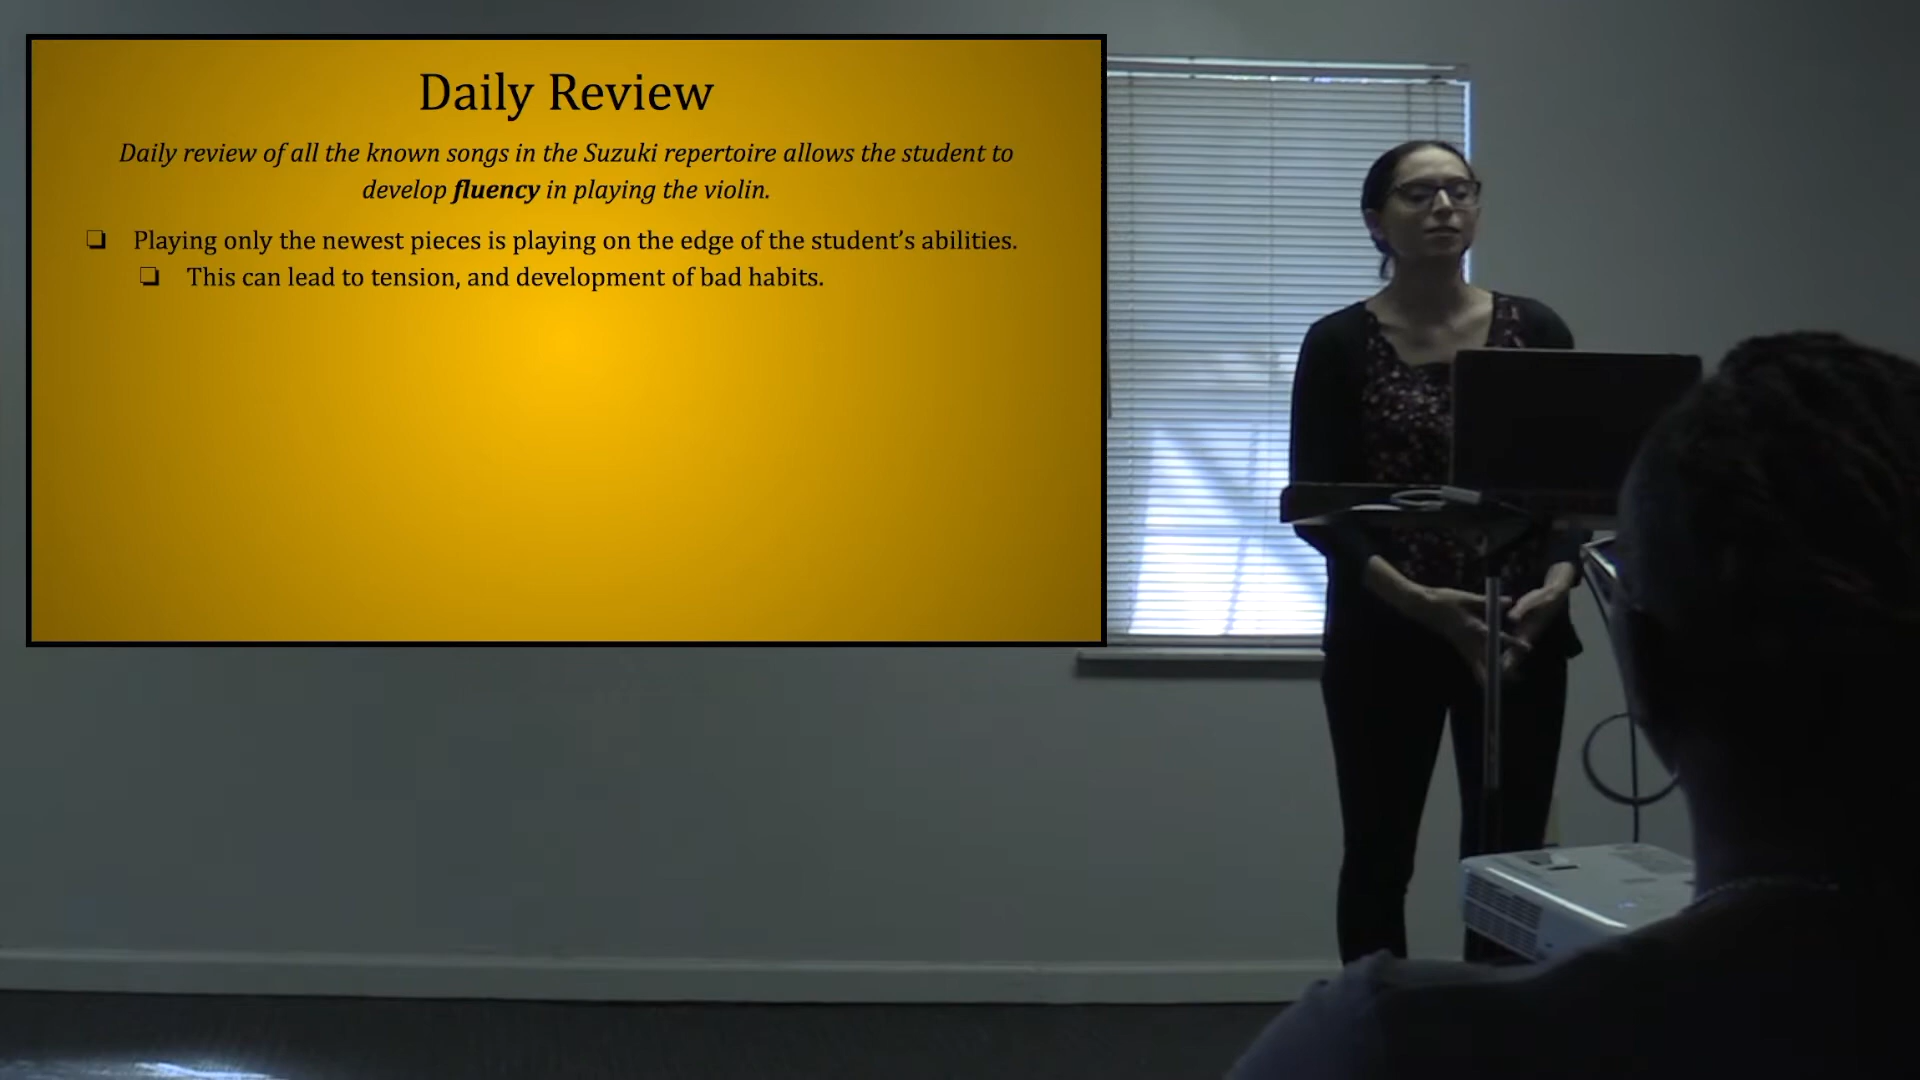 Daily Review
Daily review of all the known songs in the Suzuki repertoire allows the student to
develop fluency in playing the violin.
❏ Playing only the newest pieces is playing on the edge of the student’s abilities.
❏ This can lead to tension, and development of bad habits.